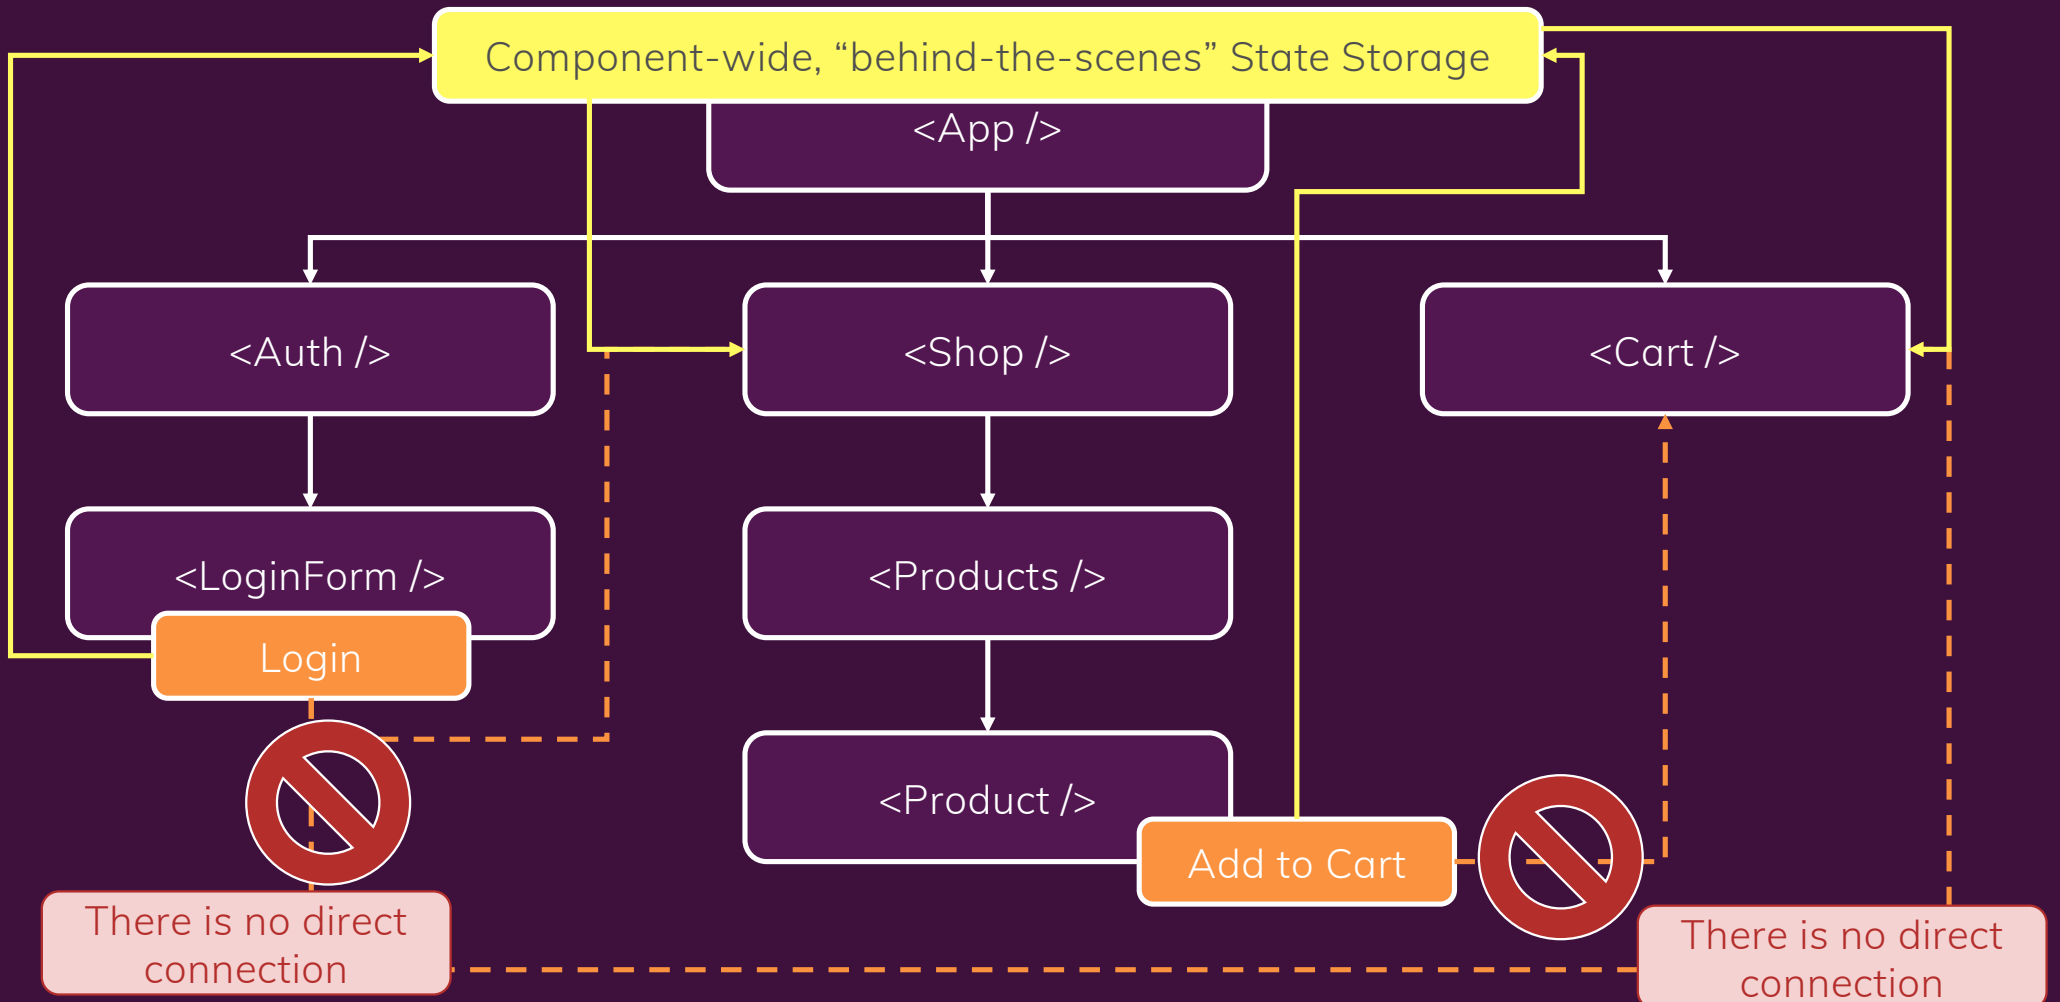 Component-wide, “behind-the-scenes” State Storage
<App />
<Auth />
<Shop />
<Cart />
<LoginForm />
<Products />
Login
<Product />
Add to Cart
There is no direct
connection
There is no direct
connection